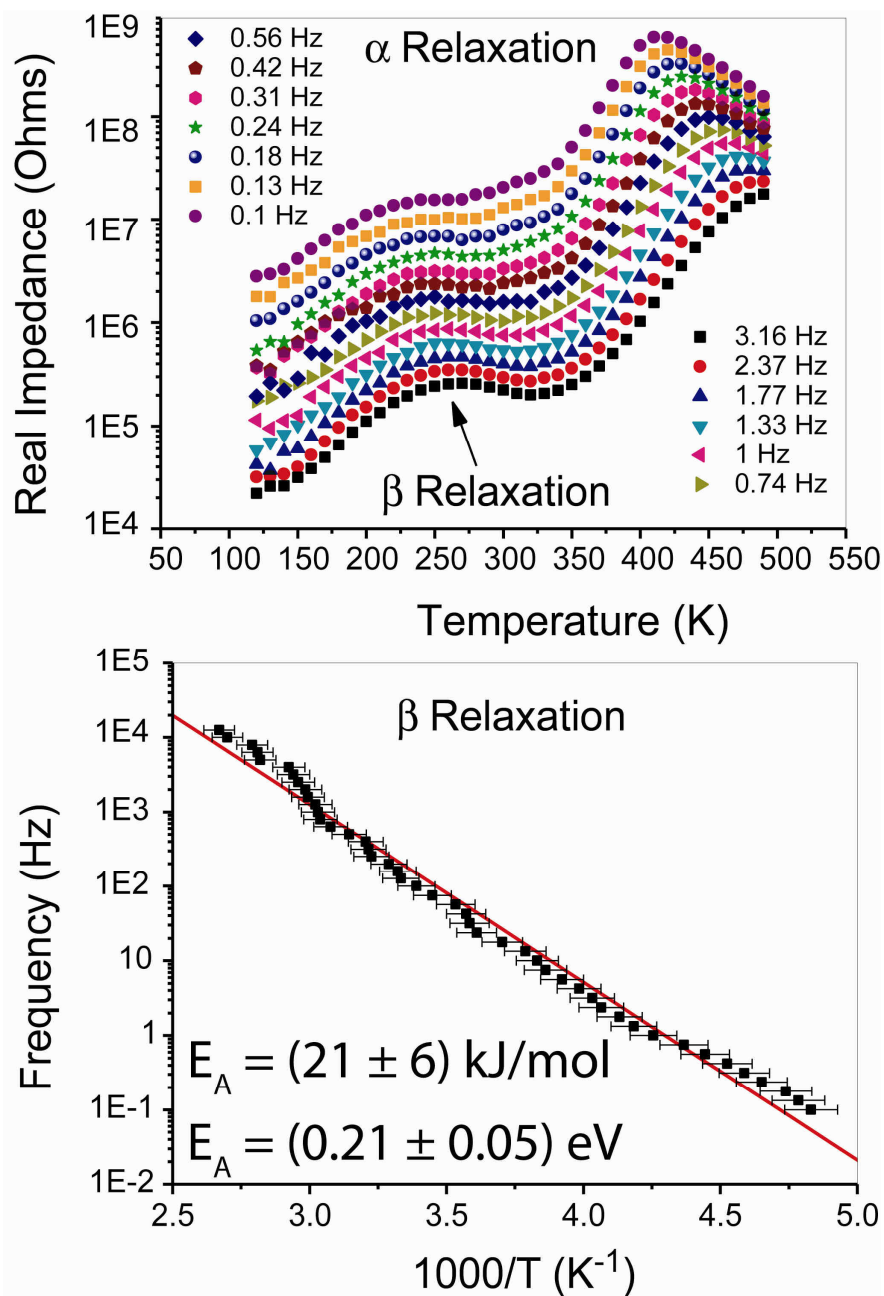 Real Impedance (Ohms)
1E9
1E8
1E7
1E6
1E5
1E4
α Relaxation
0.56 Hz
0.42 Hz
0.31 Hz
0.24 Hz
0.18 Hz
0.13 Hz
0.1 Hz
3.16 Hz
2.37 Hz
1.77 Hz
1.33 Hz
1 Hz
0.74 Hz
β Relaxation
50 100 150 200 250 300 350 400 450 500 550
Temperature (K)
Frequency (Hz)
1E5
1E4
1E3
1E2
10
1
1E-1
1E-2
β Relaxation
E_A = (21 ± 6) kJ/mol
E_A = (0.21 ± 0.05) eV
2.5 3.0 3.5 4.0 4.5 5.0
1000/T (K⁻¹)